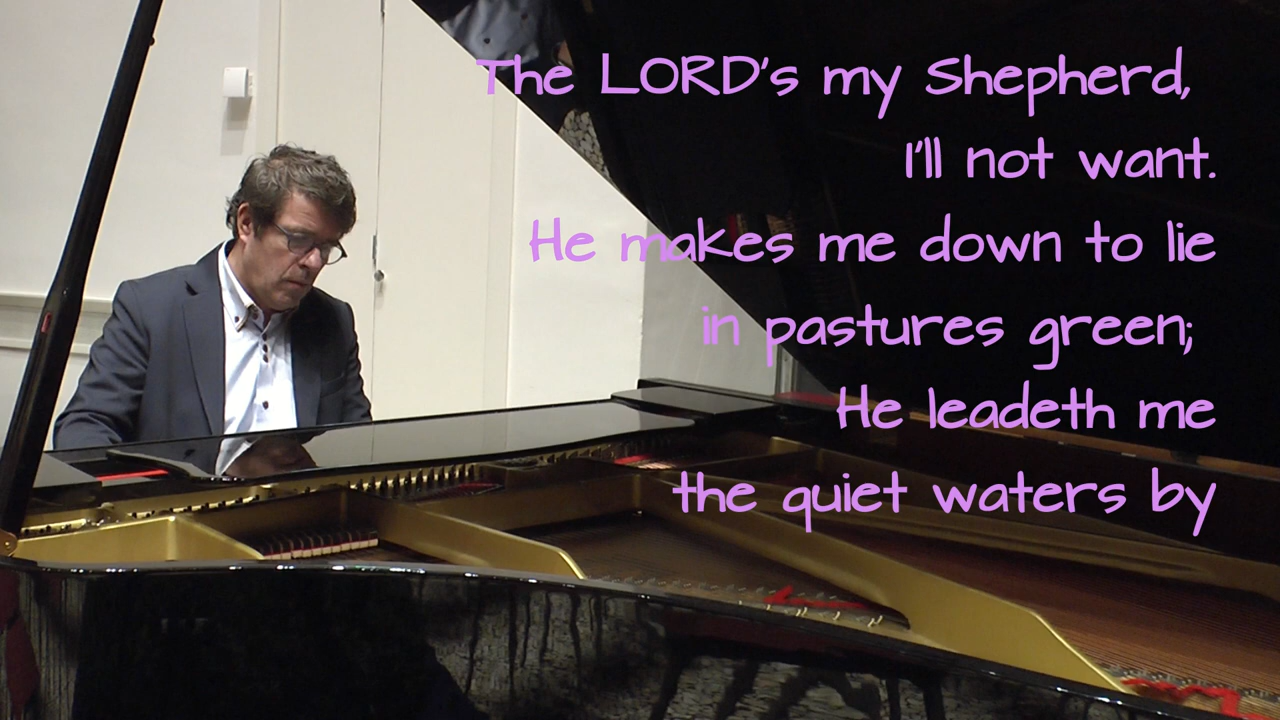 The LORD's my Shepherd,
I'll not want.
He makes me down to lie
in pastures green;
He leadeth me
the quiet waters by